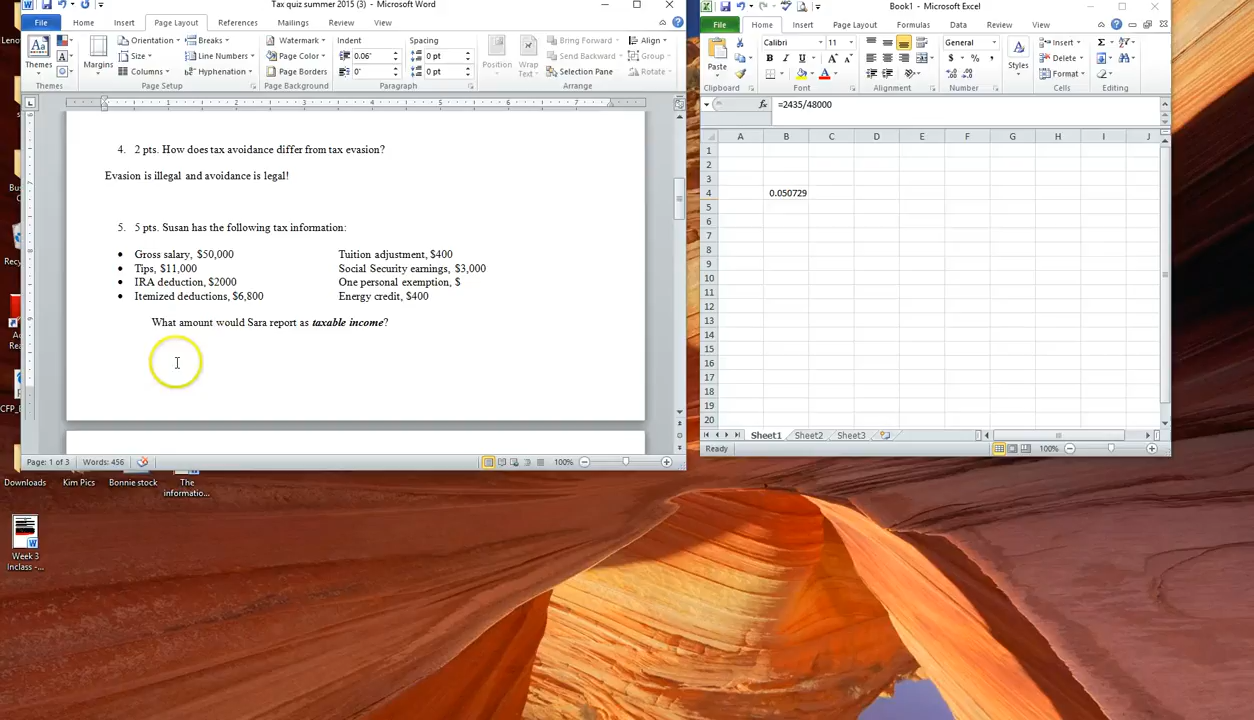 Tax quiz summer 2015 (3) - Microsoft Word
File Home Insert Page Layout References Mailings Review View
Themes
Themes
Margins
Orientation
Size
Columns
Breaks
Line Numbers
Hyphenation
Page Setup
Watermark
Page Color
Page Borders
Page Background
Indent
0.06"
0"
Spacing
0 pt
0 pt
Paragraph
Position
Wrap Text
Bring Forward
Send Backward
Selection Pane
Align
Group
Rotate
Arrange
1 2 3 4 5 6 7
4. 2 pts. How does tax avoidance differ from tax evasion?
Evasion is illegal and avoidance is legal!
5. 5 pts. Susan has the following tax information:
• Gross salary, $50,000 Tuition adjustment, $400
• Tips, $11,000 Social Security earnings, $3,000
• IRA deduction, $2000 One personal exemption, $
• Itemized deductions, $6,800 Energy credit, $400
What amount would Sara report as taxable income?
Page: 1 of 3 Words: 456 100%
Book1 - Microsoft Excel
File Home Insert Page Layout Formulas Data Review View
Paste
Clipboard
Calibri 11
B I U
Font
Alignment
General
$ % ,
Number
Styles
Insert
Delete
Format
Cells
Editing
fx =2435/48000
A B C D E F G H I J
1
2
3
4 0.050729
5
6
7
8
9
10
11
12
13
14
15
16
17
18
19
20
Sheet1 Sheet2 Sheet3
Ready 100%
Downloads
Kim Pics
Bonnie stock
The informatio...
Week 3 Inclass -...